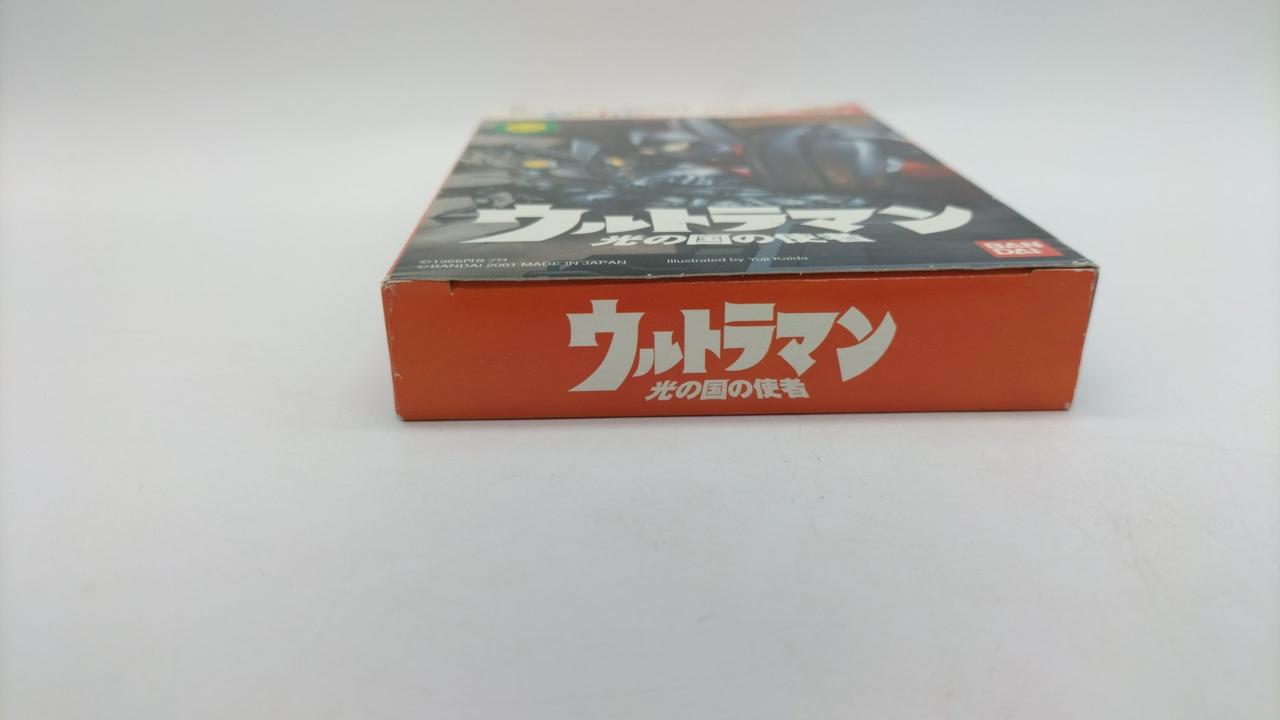 ウルトラマン
光の国の使者
©1966円谷プロ
©BANDAI 2001 MADE IN JAPAN
Illustrated by Yuji Kaida
BAN
DAI
ウルトラマン
光の国の使者